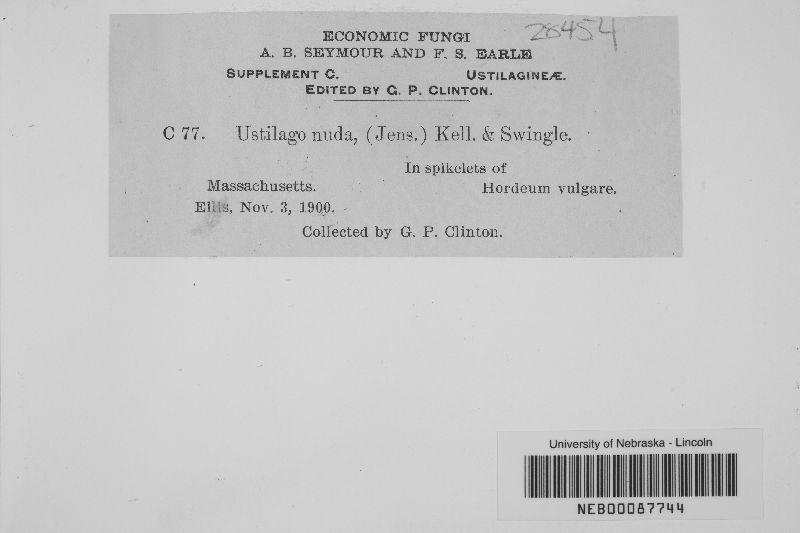 28454
ECONOMIC FUNGI
A. B. SEYMOUR AND F. S. EARLE
SUPPLEMENT C. USTILAGINEÆ.
EDITED BY G. P. CLINTON.
C 77. Ustilago nuda, (Jens.) Kell. & Swingle.
In spikelets of
Massachusetts. Hordeum vulgare.
Ellis, Nov. 3, 1900.
Collected by G. P. Clinton.
University of Nebraska - Lincoln
NEB00087744